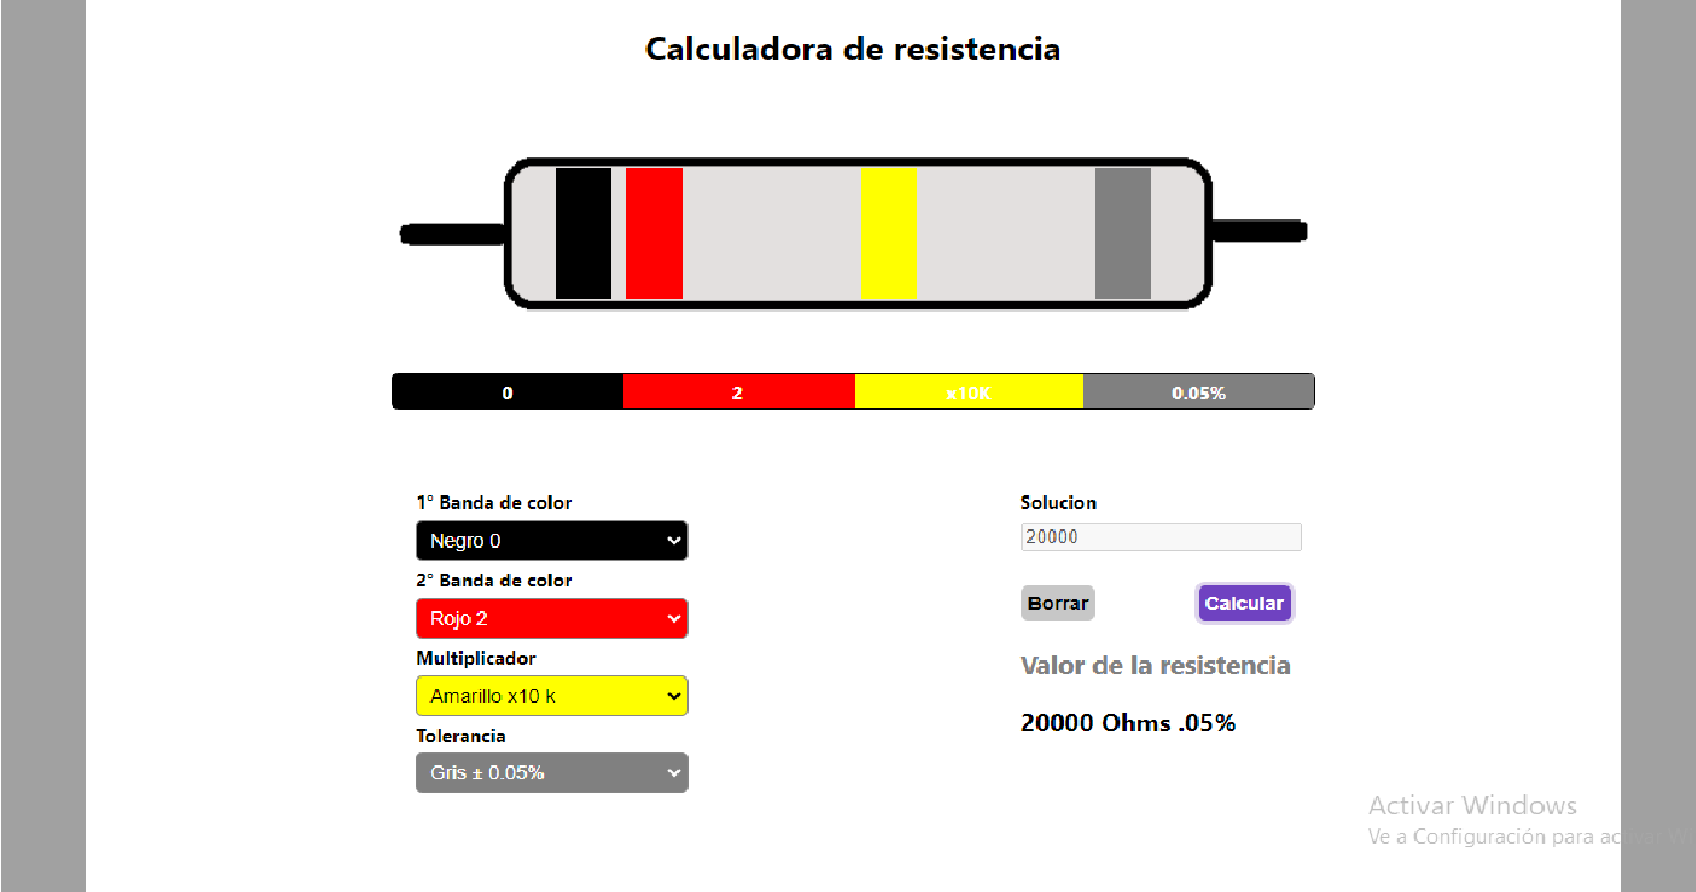 Calculadora de resistencia
0 2 x10K 0.05%
1° Banda de color
Negro 0
2° Banda de color
Rojo 2
Multiplicador
Amarillo x10 k
Tolerancia
Gris ± 0.05%
Solucion
20000
Borrar Calcular
Valor de la resistencia
20000 Ohms .05%
Activar Windows
Ve a Configuración para